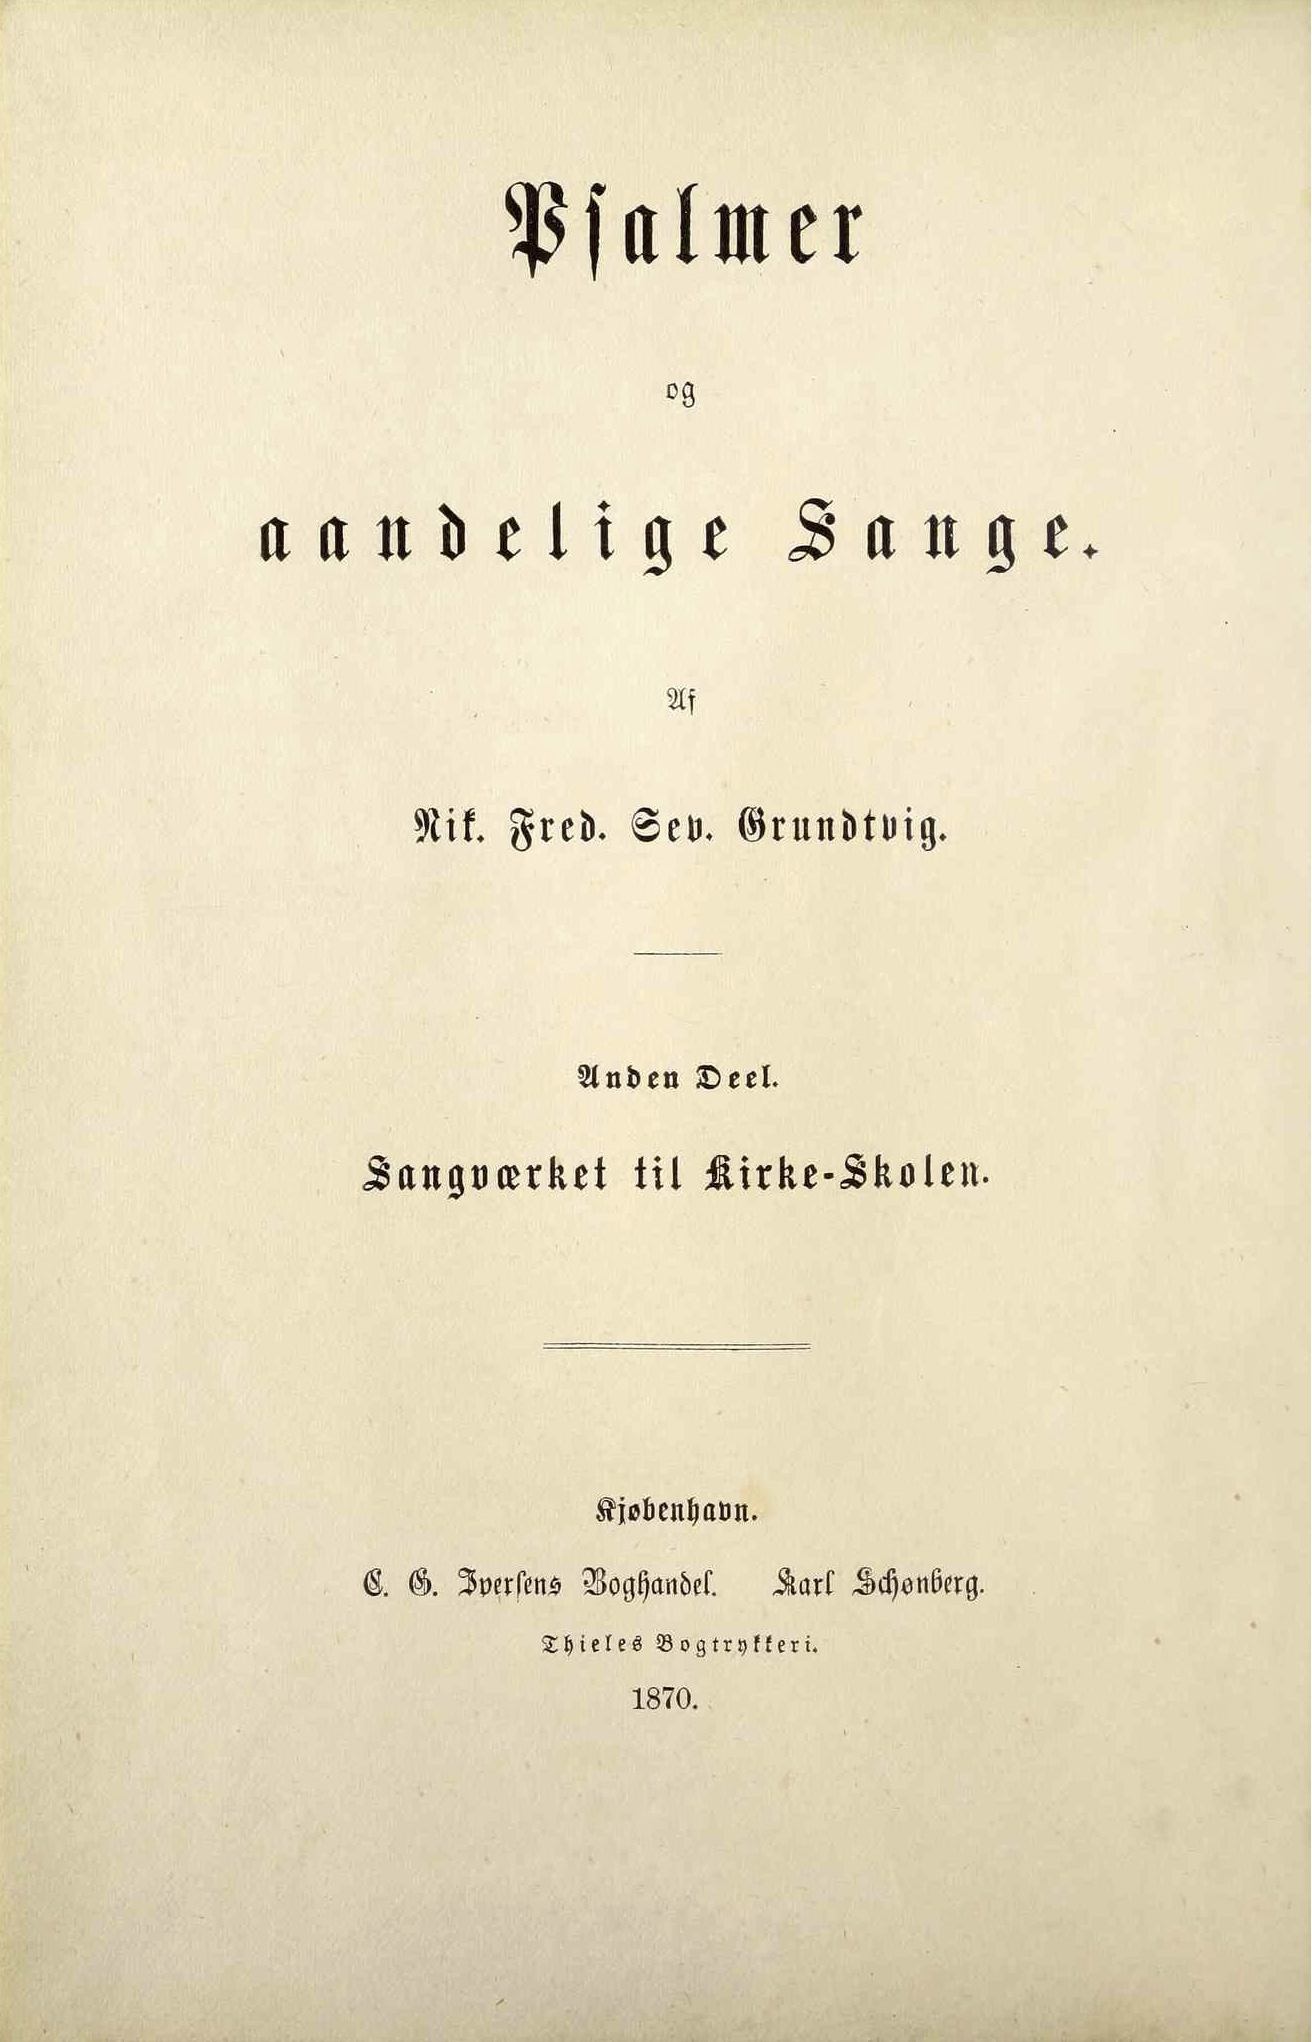 Psalmer
og
aandelige Sange.
Af
Nik. Fred. Sev. Grundtvig.
Anden Deel.
Sangværket til Kirke-Skolen.
Kjøbenhavn.
C. G. Iversens Boghandel. Karl Schønberg.
Thieles Bogtrykkeri.
1870.